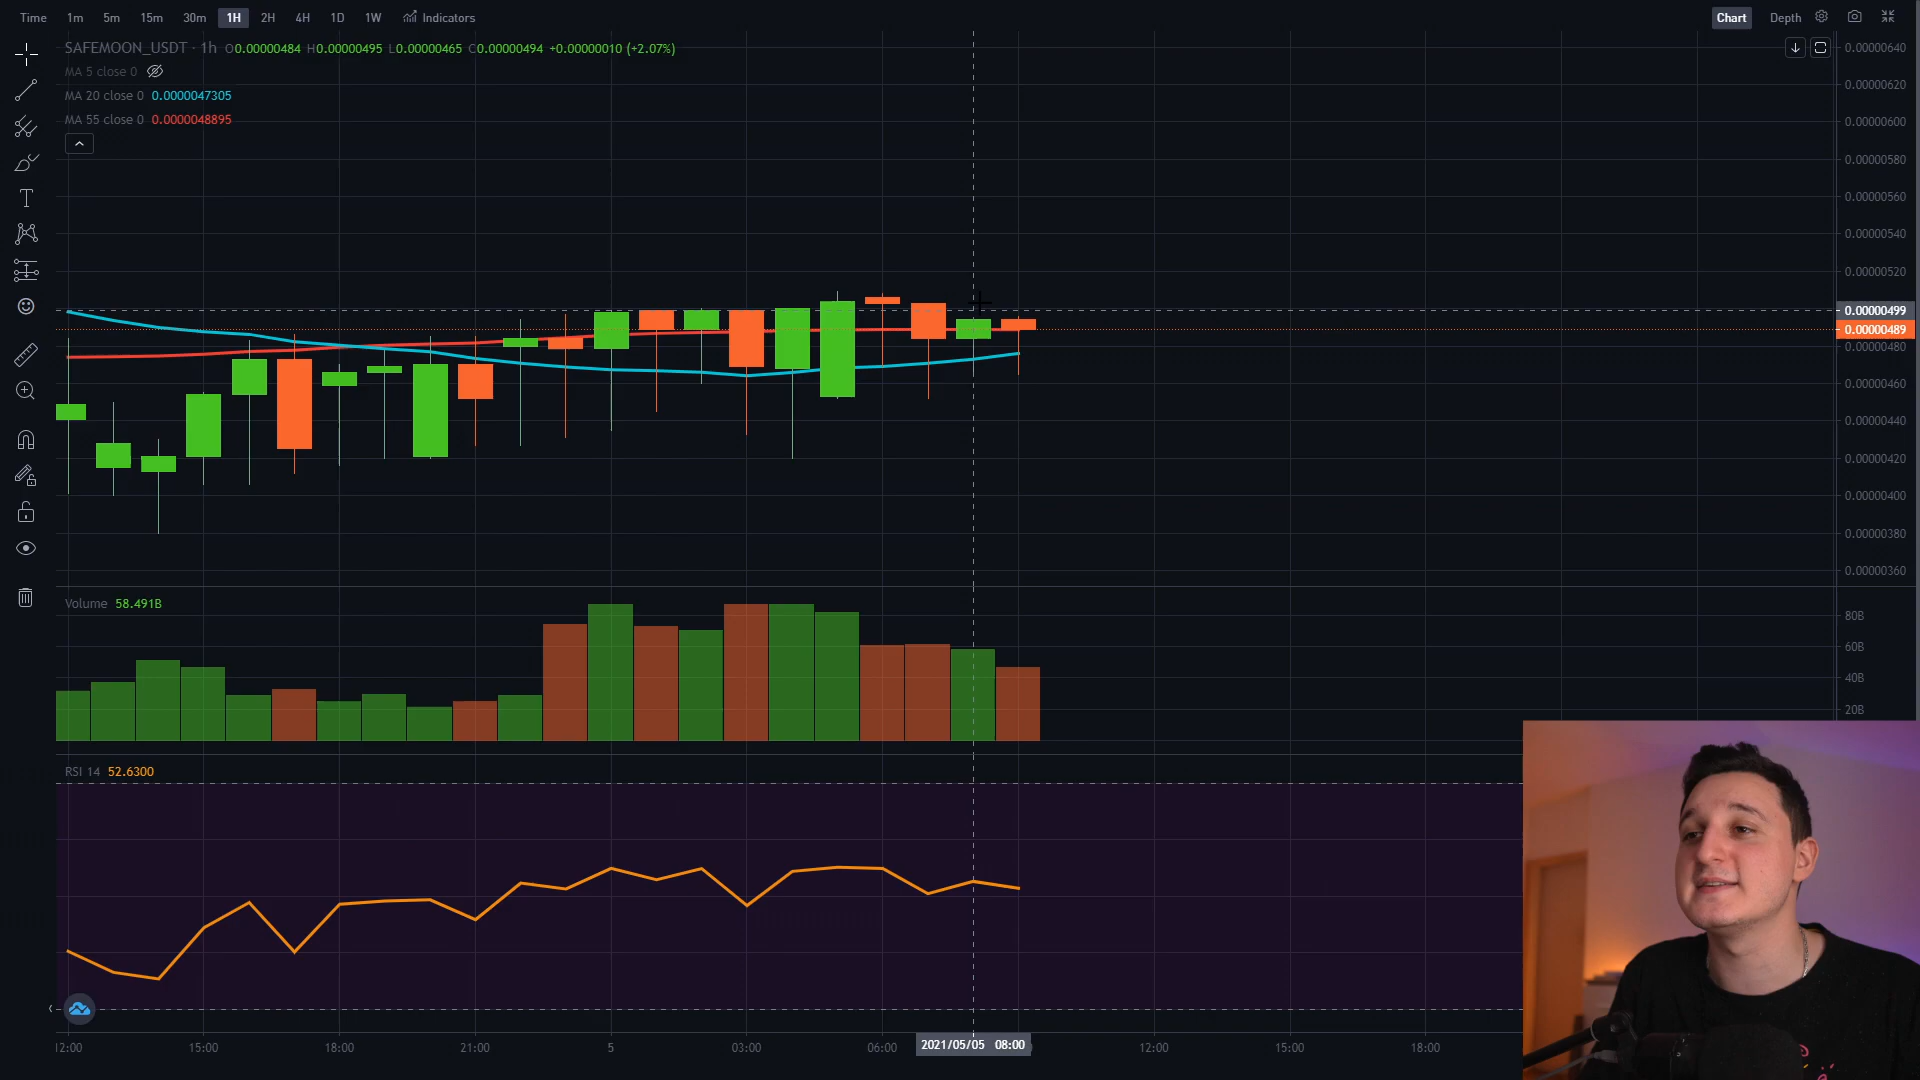 Time 1m 5m 15m 30m 1H 2H 4H 1D 1W Indicators Chart Depth
SAFEMOON_USDT · 1h O0.00000484 H0.00000495 L0.00000465 C0.00000494 +0.00000010 (+2.07%)
MA 5 close 0
MA 20 close 0 0.0000047305
MA 55 close 0 0.0000048895
0.00000640
0.00000620
0.00000600
0.00000580
0.00000560
0.00000540
0.00000520
0.00000499
0.00000489
0.00000480
0.00000460
0.00000440
0.00000420
0.00000400
0.00000380
0.00000360
Volume 58.491B
80B
60B
40B
20B
RSI 14 52.6300
12:00 15:00 18:00 21:00 5 03:00 06:00 2021/05/05 08:00 12:00 15:00 18:00